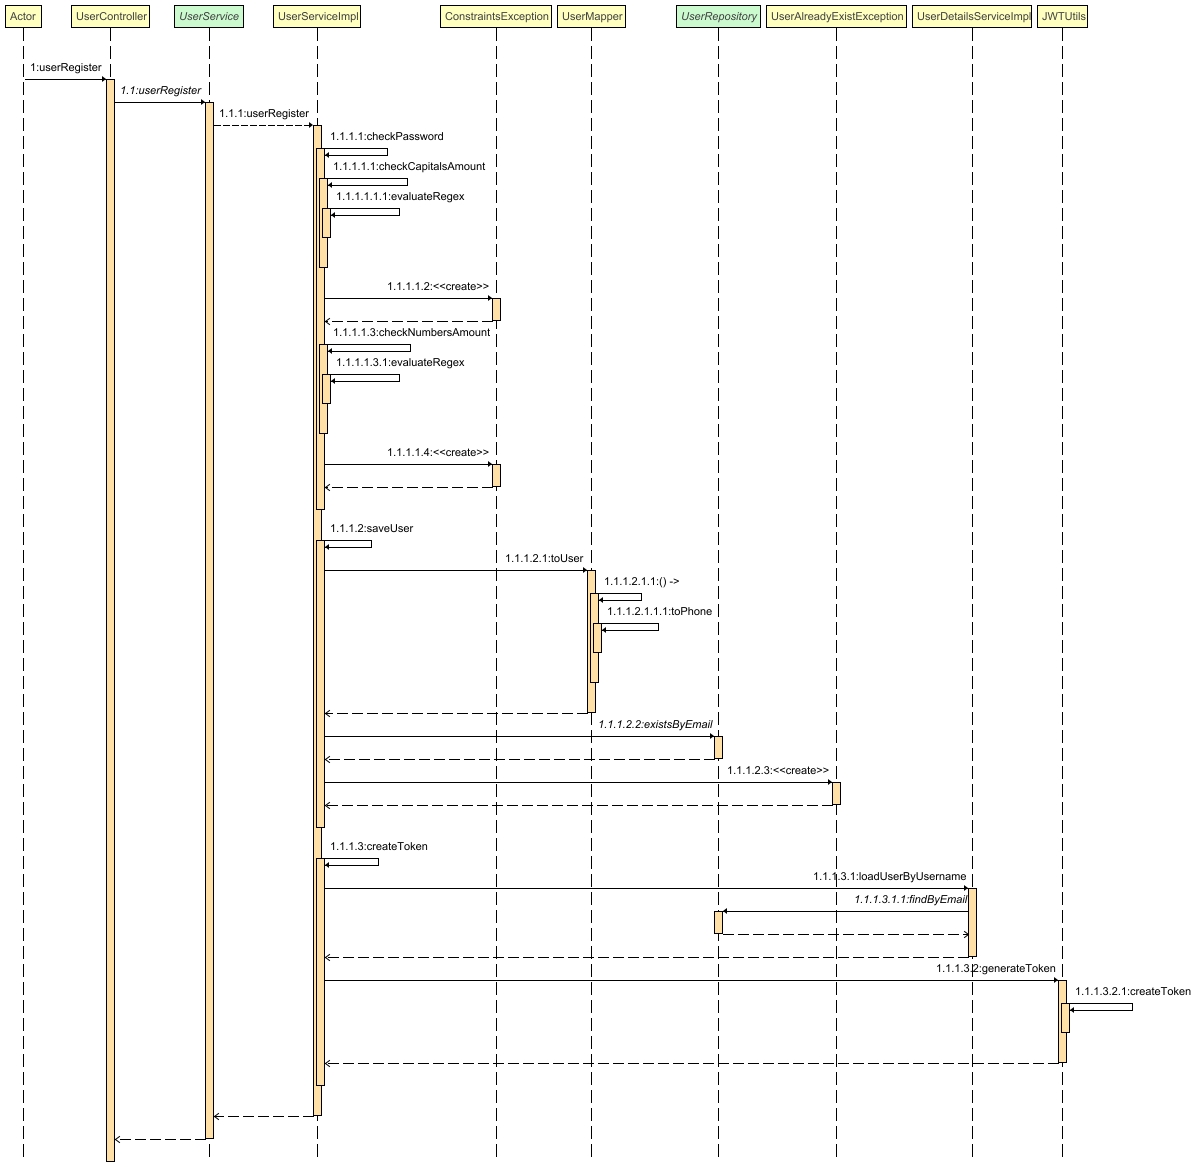 Actor
UserController
UserService
UserServiceImpl
ConstraintsException
UserMapper
UserRepository
UserAlreadyExistException
UserDetailsServiceImpl
JWTUtils
1:userRegister
1.1:userRegister
1.1.1:userRegister
1.1.1.1:checkPassword
1.1.1.1.1:checkCapitalsAmount
1.1.1.1.1.1:evaluateRegex
1.1.1.1.2:<<create>>
1.1.1.1.3:checkNumbersAmount
1.1.1.1.3.1:evaluateRegex
1.1.1.1.4:<<create>>
1.1.1.2:saveUser
1.1.1.2.1:toUser
1.1.1.2.1.1:() ->
1.1.1.2.1.1.1:toPhone
1.1.1.2.2:existsByEmail
1.1.1.2.3:<<create>>
1.1.1.3:createToken
1.1.1.3.1:loadUserByUsername
1.1.1.3.1.1:findByEmail
1.1.1.3.2:generateToken
1.1.1.3.2.1:createToken